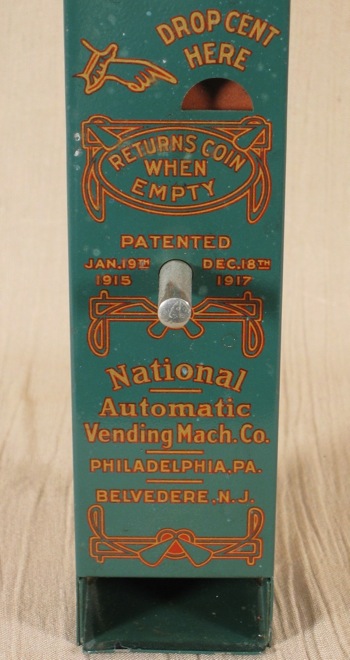 DROP CENT
HERE
RETURNS COIN
WHEN
EMPTY
PATENTED
JAN.19TH DEC.18TH
1915 1917
National
Automatic
Vending Mach. Co.
PHILADELPHIA, PA.
BELVEDERE, N.J.